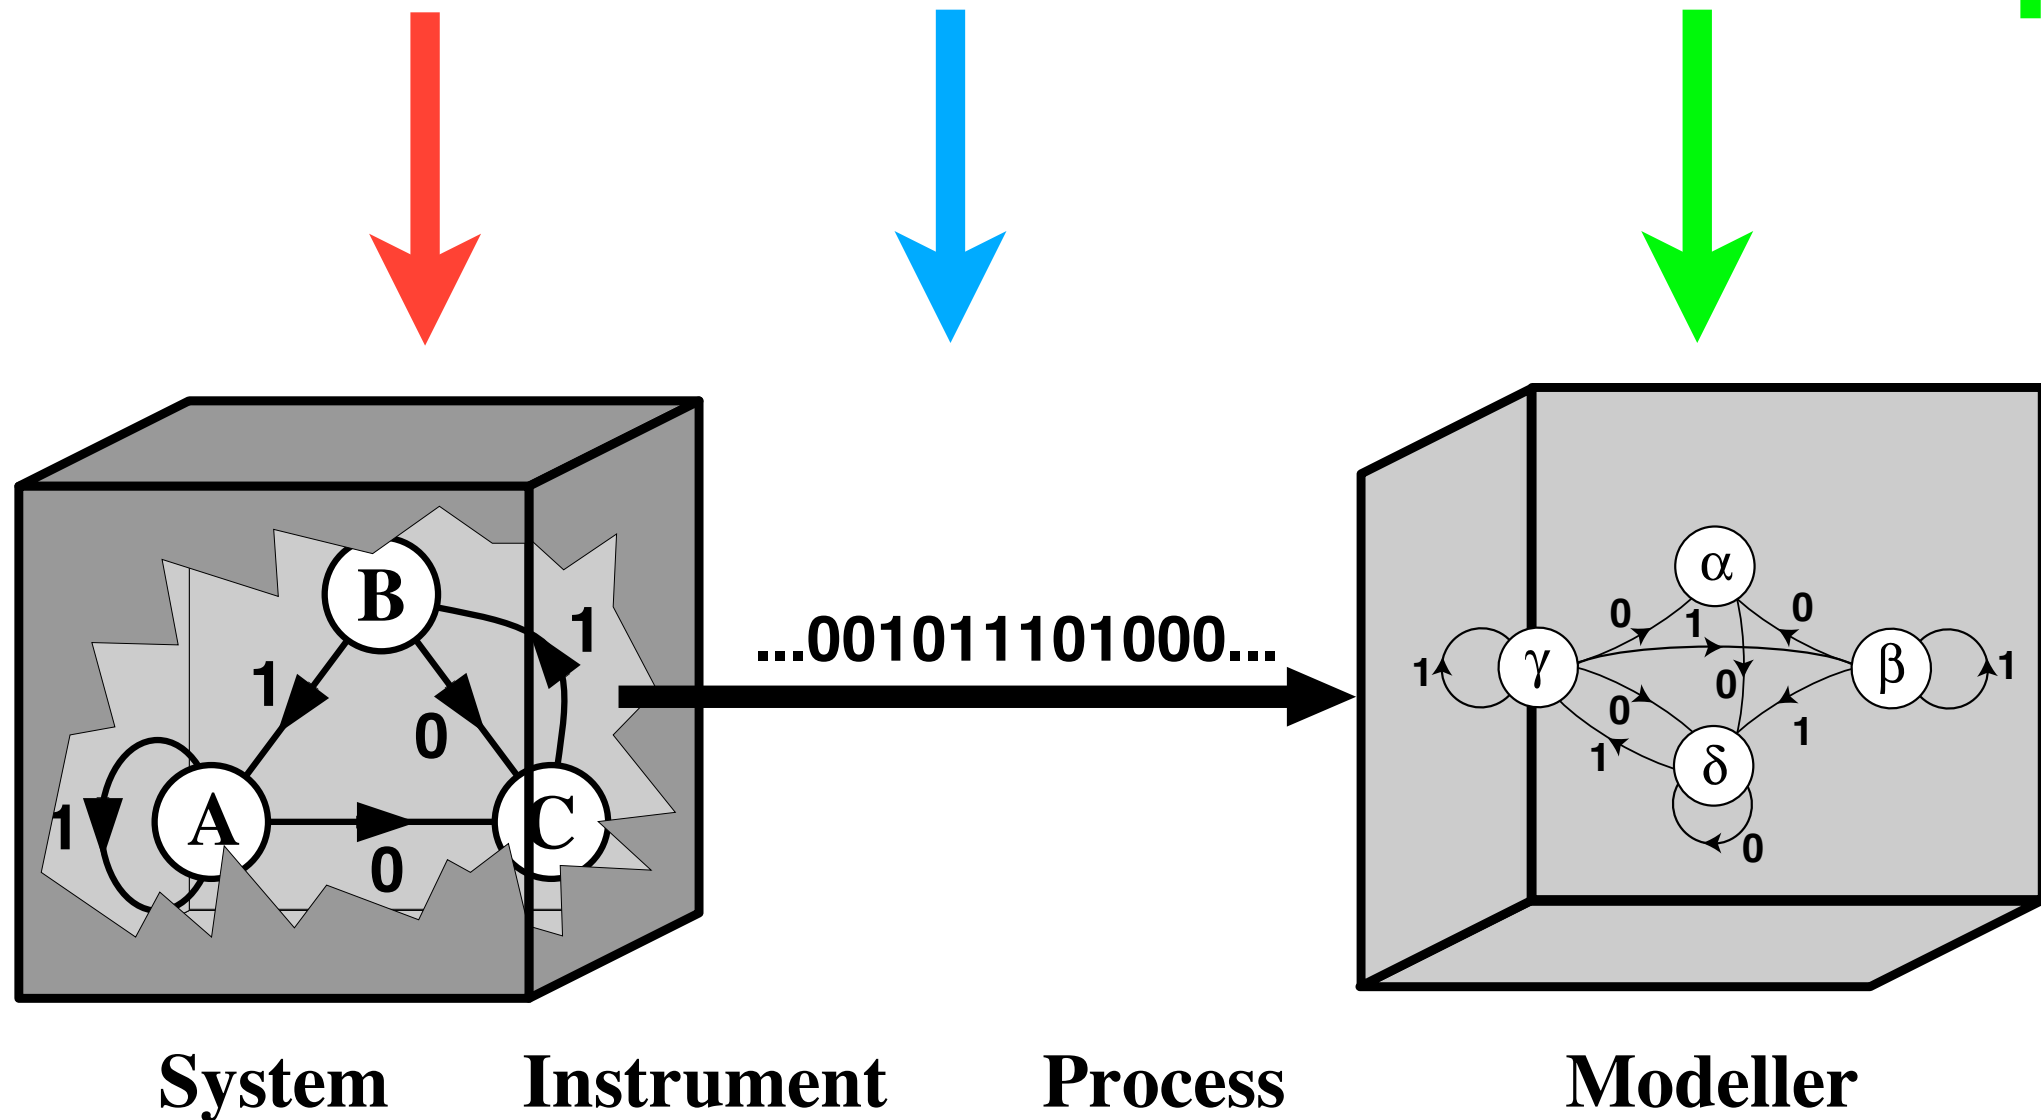 B
1
1
0
1
A
0
C
...001011101000...
α
0
1
0
1
γ
0
β
1
0
1
1
δ
0
System Instrument Process Modeller